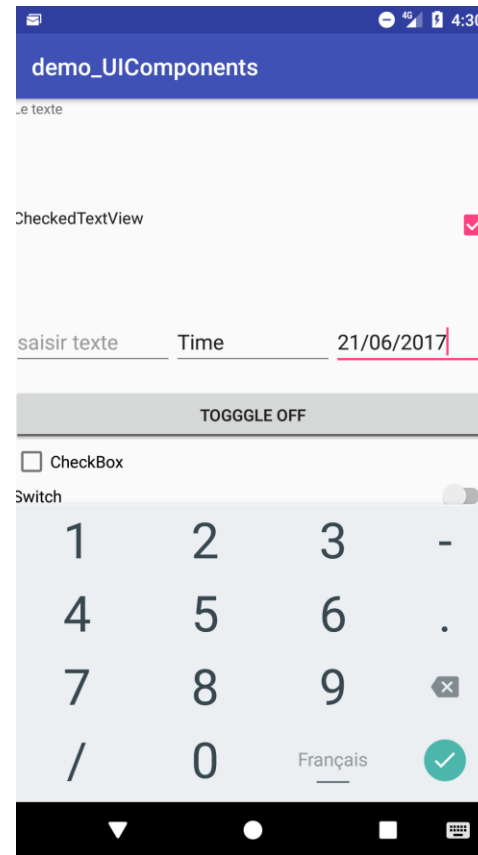 4G 4:30
demo_UIComponents
Le texte
CheckedTextView
saisir texte Time 21/06/2017
TOGGGLE OFF
CheckBox
Switch
1 2 3 -
4 5 6 .
7 8 9
/ 0 Français